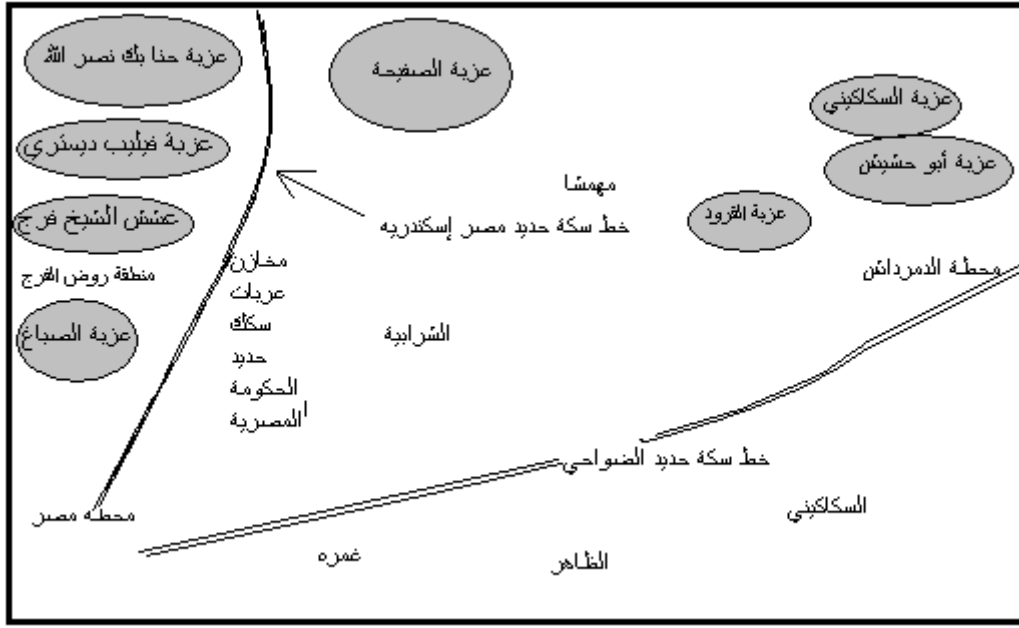 عزبة حنا بك نصر الله
عزبة الصفيحة
عزبة السكاكيني
عزبة فيليب ديستري
عزبة أبو حشيش
مهمشا
عشش الشيخ فرج
عزبة القرود
خط سكة حديد مصر إسكندريه
منطقة روض الفرج
محطة الدمرداش
مخازن
عربات
سكك
حديد
الحكومة
المصرية
عزبة الصباغ
الشرابية
خط سكة حديد الضواحي
السكاكيني
محطه مصر
غمره
الظاهر